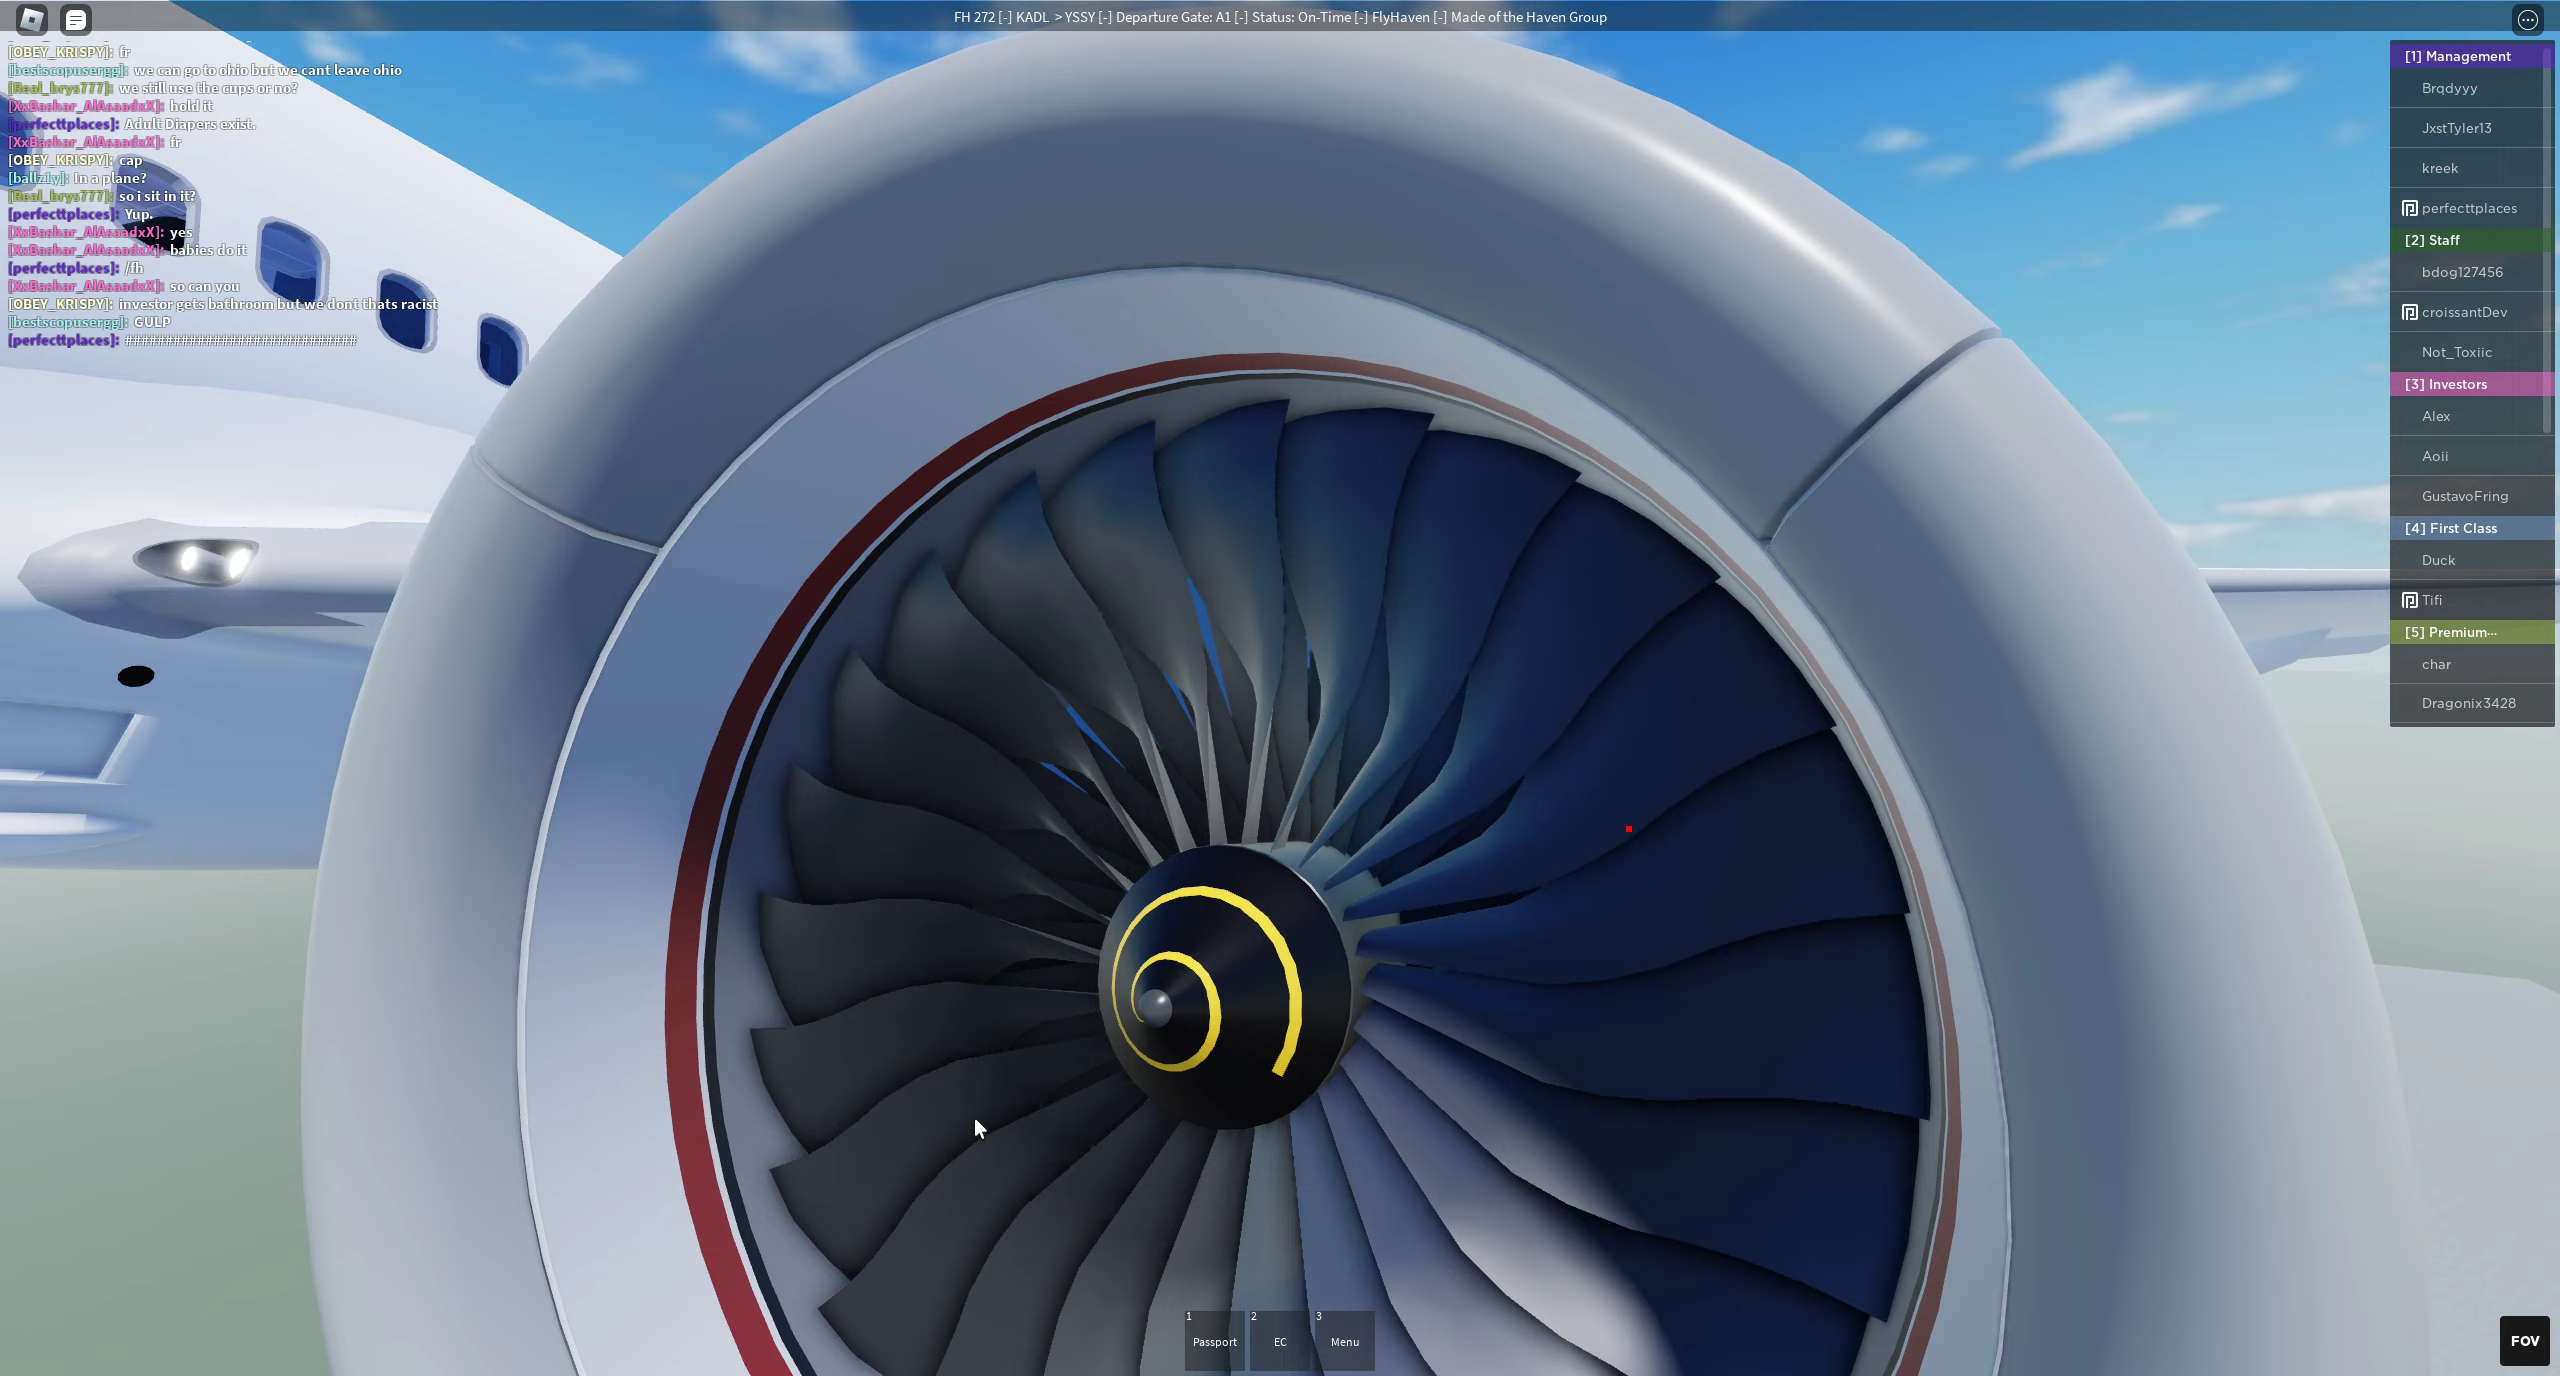 FH 272 [-] KADL > YSSY [-] Departure Gate: A1 [-] Status: On-Time [-] FlyHaven [-] Made of the Haven Group
[OBEY_KRISPY]: fr
[bestscopusergg]: we can go to ohio but we cant leave ohio
[Real_brys777]: we still use the cups or no?
[XxBashar_AlAsaadxX]: hold it
[perfecttplaces]: Adult Diapers exist.
[XxBashar_AlAsaadxX]: fr
[OBEY_KRISPY]: cap
[ballz1y]: In a plane?
[Real_brys777]: so i sit in it?
[perfecttplaces]: Yup.
[XxBashar_AlAsaadxX]: yes
[XxBashar_AlAsaadxX]: babies do it
[perfecttplaces]: /fh
[XxBashar_AlAsaadxX]: so can you
[OBEY_KRISPY]: investor gets bathroom but we dont thats racist
[bestscopusergg]: GULP
[perfecttplaces]: #############################
[1] Management
Brqdyyy
JxstTyler13
kreek
perfecttplaces
[2] Staff
bdog127456
croissantDev
Not_Toxiic
[3] Investors
Alex
Aoii
GustavoFring
[4] First Class
Duck
Tifi
[5] Premium...
char
Dragonix3428
1
Passport
2
EC
3
Menu
FOV